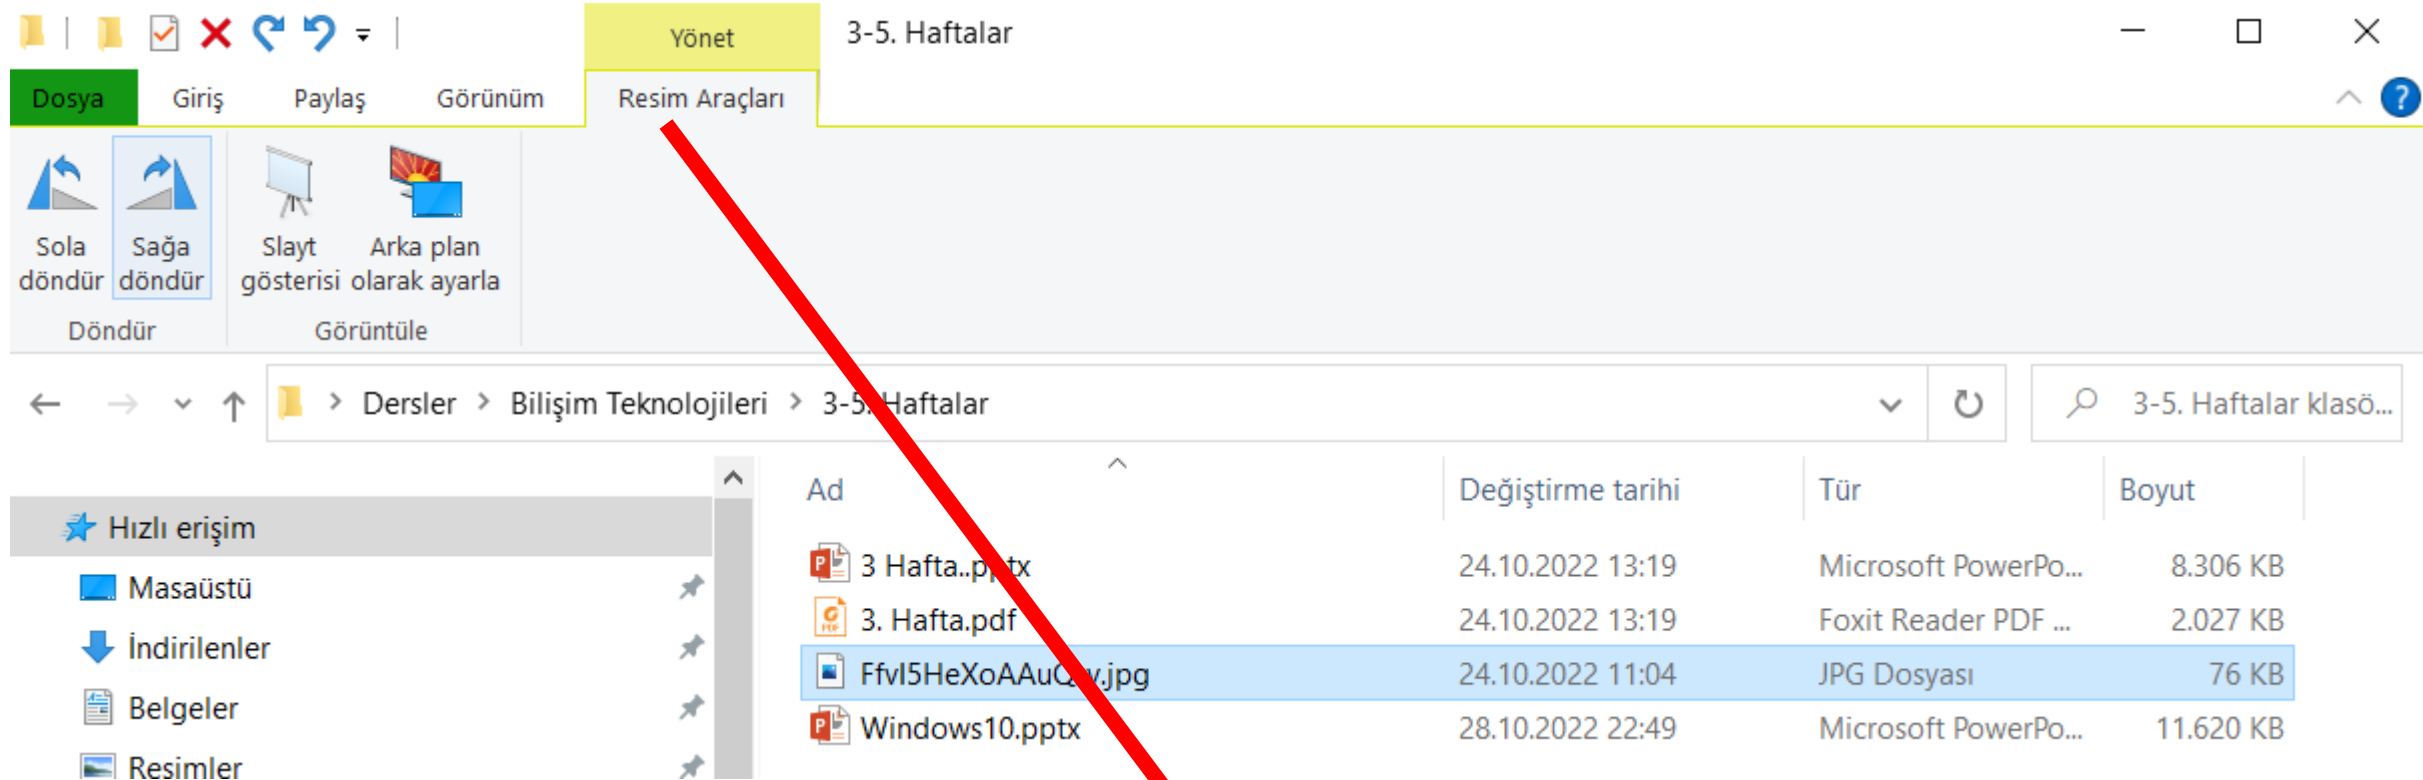 Yönet
3-5. Haftalar
Dosya
Giriş
Paylaş
Görünüm
Resim Araçları
?
Sola döndür
Sağa döndür
Slayt gösterisi
Arka plan olarak ayarla
Döndür
Görüntüle
Dersler
Bilişim Teknolojileri
3-5. Haftalar
3-5. Haftalar klasö...
Ad
Değiştirme tarihi
Tür
Boyut
Hızlı erişim
Masaüstü
İndirilenler
Belgeler
Resimler
3 Hafta..pptx
24.10.2022 13:19
Microsoft PowerPo...
8.306 KB
3. Hafta.pdf
24.10.2022 13:19
Foxit Reader PDF ...
2.027 KB
24.10.2022 11:04
JPG Dosyası
76 KB
Windows10.pptx
28.10.2022 22:49
Microsoft PowerPo...
11.620 KB